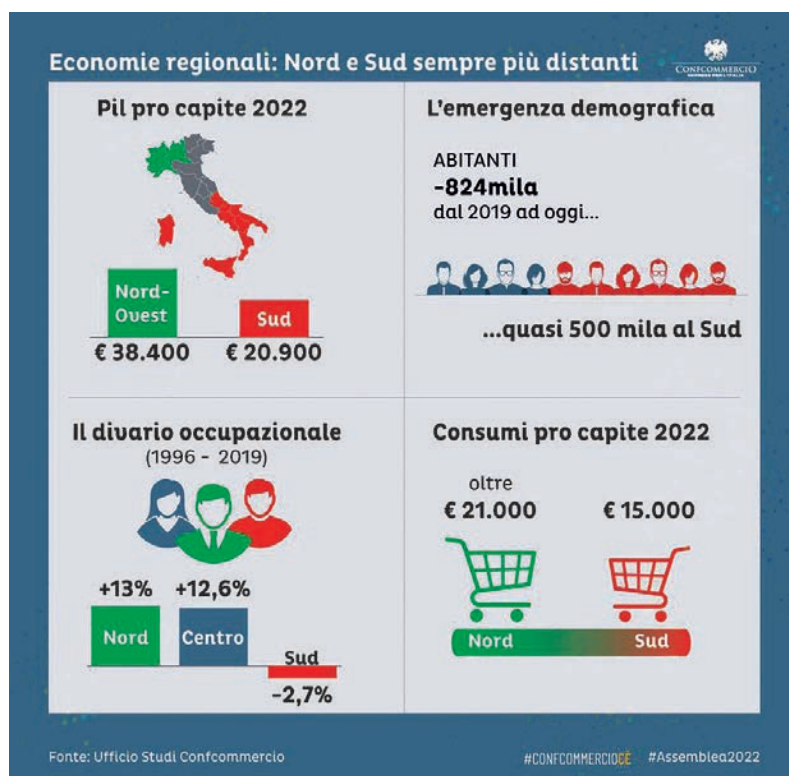 Economie regionali: Nord e Sud sempre più distanti
CONFCOMMERCIO
IMPRESE PER L'ITALIA
Pil pro capite 2022
Nord-
Ovest
Sud
€ 38.400
€ 20.900
L'emergenza demografica
ABITANTI
-824mila
dal 2019 ad oggi...
...quasi 500 mila al Sud
Il divario occupazionale
(1996 - 2019)
+13%
+12,6%
Nord
Centro
Sud
-2,7%
Consumi pro capite 2022
oltre
€ 21.000
€ 15.000
Nord
Sud
Fonte: Ufficio Studi Confcommercio
#CONFCOMMERCIOCÈ
#Assemblea2022